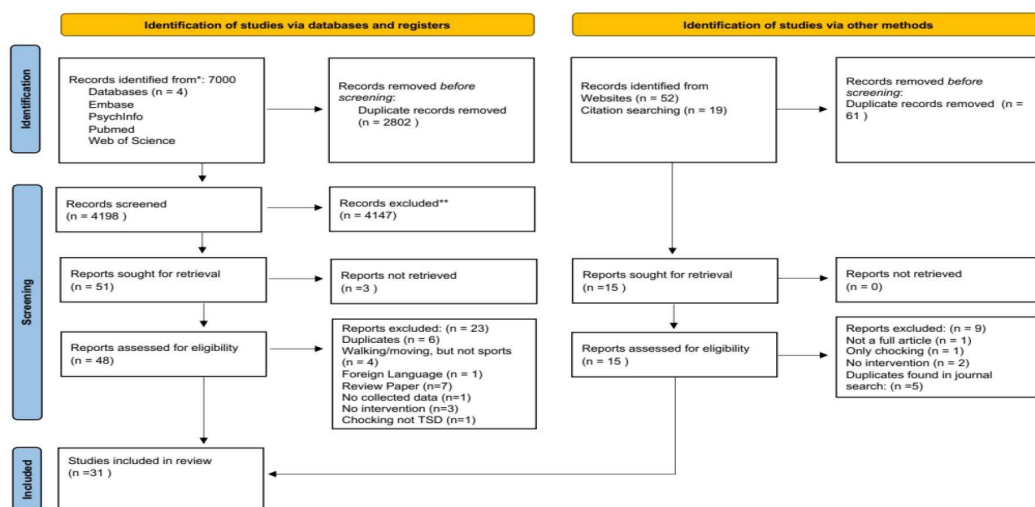 Identification of studies via databases and registers
Identification of studies via other methods
Identification
Records identified from*: 7000
Databases (n = 4)
Embase
PsychInfo
Pubmed
Web of Science
Records removed before
screening:
Duplicate records removed
(n = 2802 )
Records identified from
Websites (n = 52)
Citation searching (n = 19)
Records removed before
screening:
Duplicate records removed (n =
61 )
Screening
Records screened
(n = 4198 )
Records excluded**
(n = 4147)
Reports sought for retrieval
(n = 51)
Reports not retrieved
(n =3 )
Reports sought for retrieval
(n =15 )
Reports not retrieved
(n = 0)
Reports assessed for eligibility
(n = 48)
Reports excluded: (n = 23)
Duplicates (n = 6)
Walking/moving, but not sports
(n = 4)
Foreign Language (n = 1)
Review Paper (n=7)
No collected data (n=1)
No intervention (n=3)
Chocking not TSD (n=1)
Reports assessed for eligibility
(n = 15 )
Reports excluded: (n = 9)
Not a full article (n = 1)
Only chocking (n = 1)
No intervention (n = 2)
Duplicates found in journal
search: (n =5)
Included
Studies included in review
(n =31 )